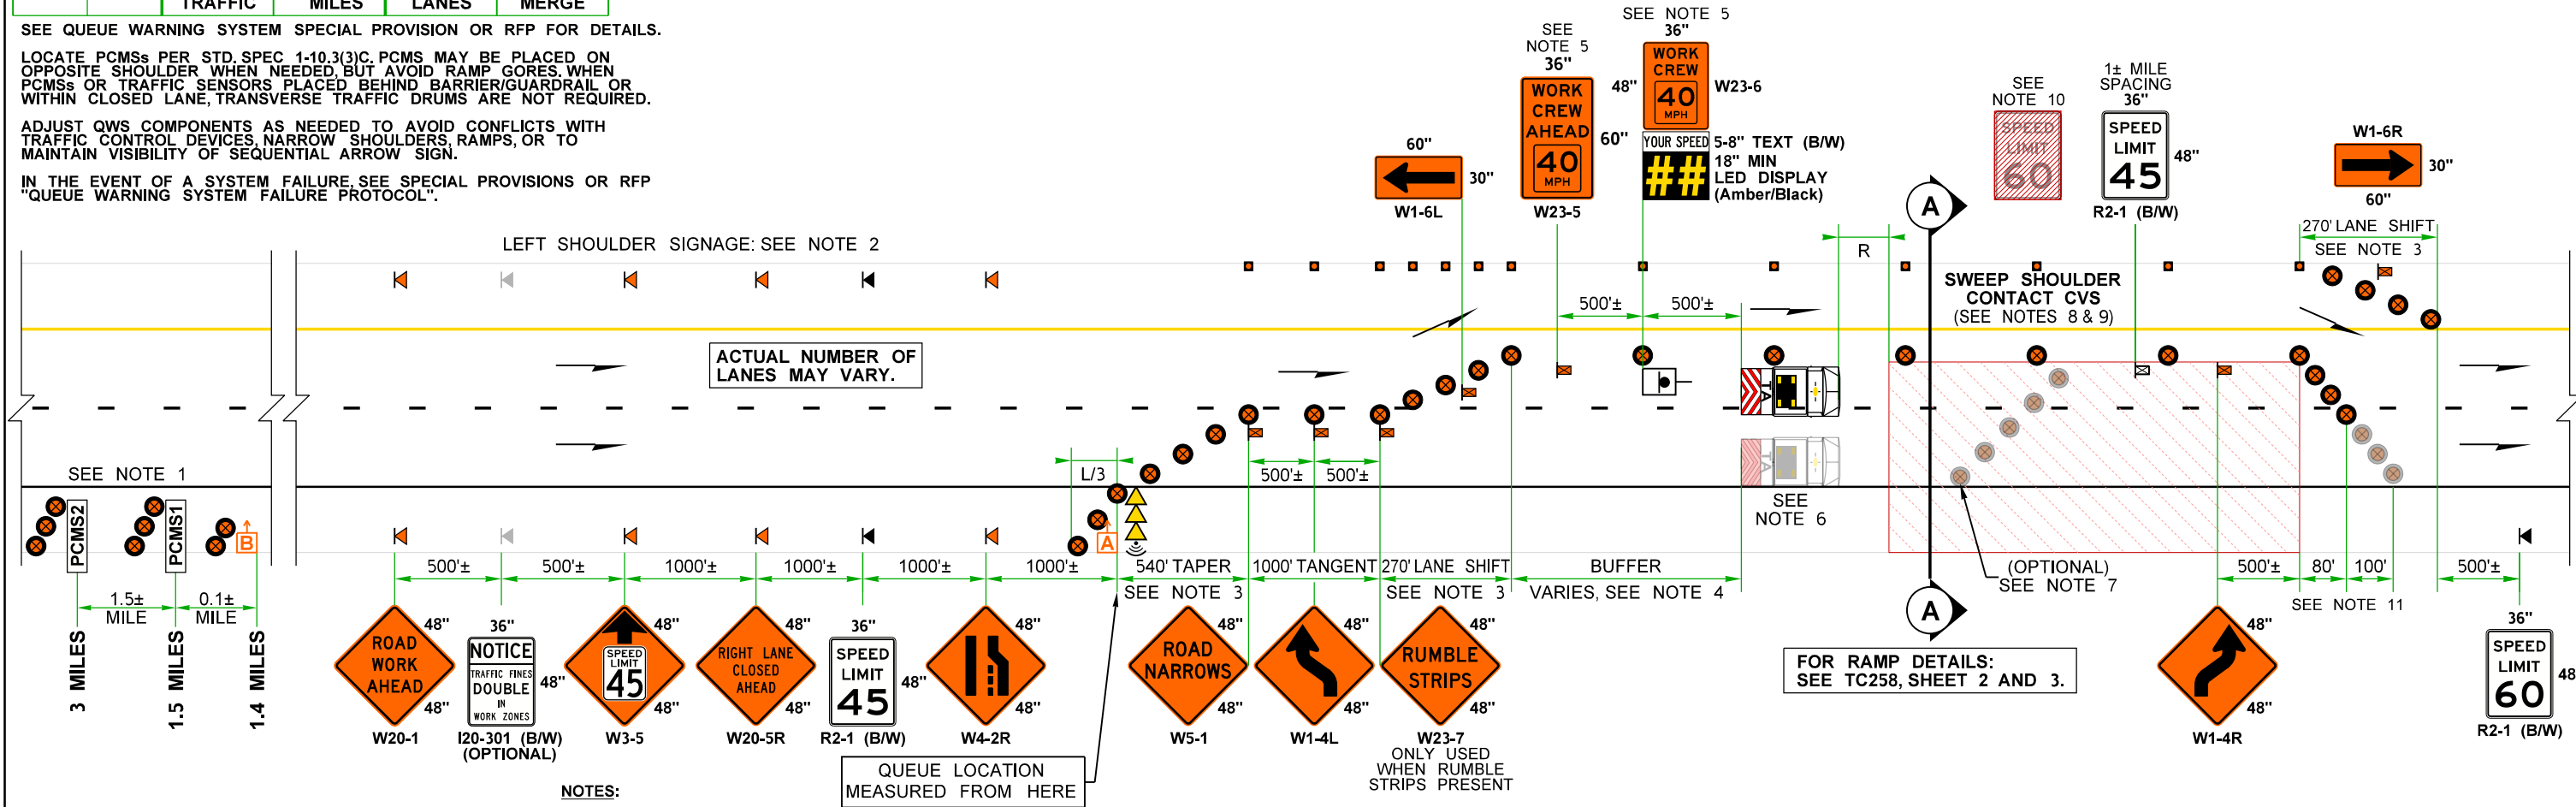 TRAFFIC MILES LANES MERGE
SEE QUEUE WARNING SYSTEM SPECIAL PROVISION OR RFP FOR DETAILS.
LOCATE PCMSs PER STD. SPEC 1-10.3(3)C. PCMS MAY BE PLACED ON
OPPOSITE SHOULDER WHEN NEEDED, BUT AVOID RAMP GORES. WHEN
PCMSs OR TRAFFIC SENSORS PLACED BEHIND BARRIER/GUARDRAIL OR
WITHIN CLOSED LANE, TRANSVERSE TRAFFIC DRUMS ARE NOT REQUIRED.
ADJUST QWS COMPONENTS AS NEEDED TO AVOID CONFLICTS WITH
TRAFFIC CONTROL DEVICES, NARROW SHOULDERS, RAMPS, OR TO
MAINTAIN VISIBILITY OF SEQUENTIAL ARROW SIGN.
IN THE EVENT OF A SYSTEM FAILURE, SEE SPECIAL PROVISIONS OR RFP
"QUEUE WARNING SYSTEM FAILURE PROTOCOL".
60"
30"
W1-6L
SEE
NOTE 5
36"
WORK
CREW
AHEAD
40
MPH
60"
W23-5
SEE NOTE 5
36"
WORK
CREW
40
MPH
48"
W23-6
YOUR SPEED
##
5-8" TEXT (B/W)
18" MIN
LED DISPLAY
(Amber/Black)
A
SEE
NOTE 10
SPEED
LIMIT
60
1± MILE
SPACING
36"
SPEED
LIMIT
45
48"
R2-1 (B/W)
W1-6R
30"
60"
270' LANE SHIFT
SEE NOTE 3
LEFT SHOULDER SIGNAGE: SEE NOTE 2
R
500'±
500'±
SWEEP SHOULDER
CONTACT CVS
(SEE NOTES 8 & 9)
ACTUAL NUMBER OF
LANES MAY VARY.
SEE NOTE 1
PCMS2
PCMS1
B
1.5±
MILE
0.1±
MILE
3 MILES
1.5 MILES
1.4 MILES
L/3
A
500'±
500'±
SEE
NOTE 6
500'±
500'±
1000'±
1000'±
1000'±
1000'±
540' TAPER
SEE NOTE 3
1000' TANGENT
270' LANE SHIFT
SEE NOTE 3
BUFFER
VARIES, SEE NOTE 4
(OPTIONAL)
SEE NOTE 7
500'±
80'
100'
SEE NOTE 11
500'±
ROAD
WORK
AHEAD
48"
48"
W20-1
36"
NOTICE
TRAFFIC FINES
DOUBLE
IN
WORK ZONES
48"
I20-301 (B/W)
(OPTIONAL)
SPEED
LIMIT
45
48"
48"
W3-5
RIGHT LANE
CLOSED
AHEAD
48"
48"
W20-5R
36"
SPEED
LIMIT
45
48"
R2-1 (B/W)
48"
48"
W4-2R
QUEUE LOCATION
MEASURED FROM HERE
ROAD
NARROWS
48"
48"
W5-1
48"
48"
W1-4L
RUMBLE
STRIPS
48"
48"
W23-7
ONLY USED
WHEN RUMBLE
STRIPS PRESENT
A
FOR RAMP DETAILS:
SEE TC258, SHEET 2 AND 3.
48"
48"
W1-4R
36"
SPEED
LIMIT
60
48
R2-1 (B/W)
NOTES: